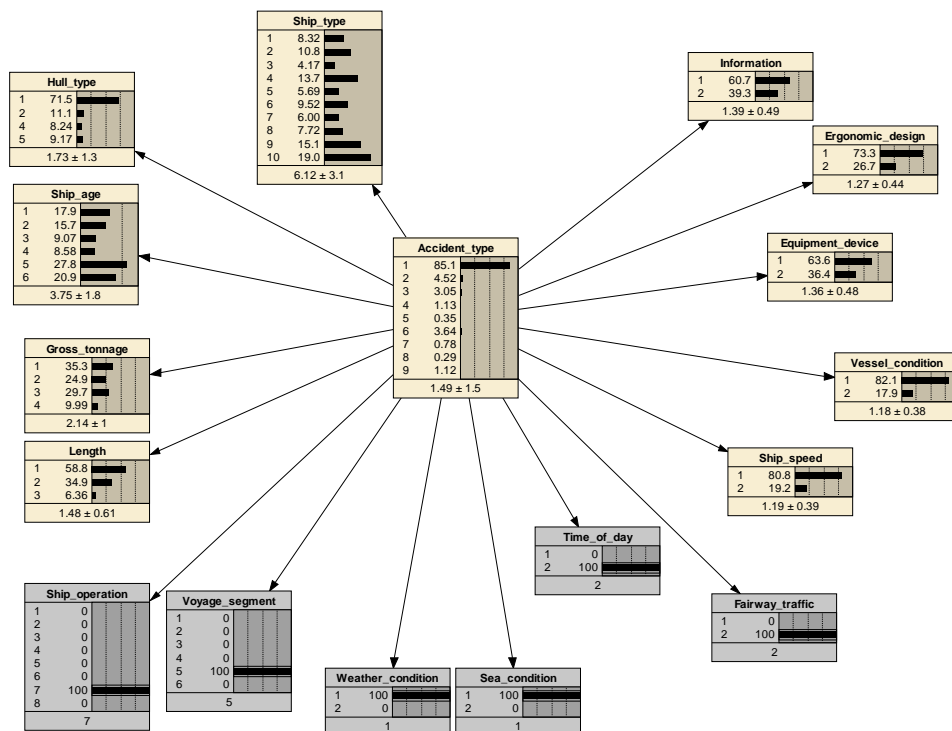 Ship_type
1 8.32
2 10.8
3 4.17
4 13.7
5 5.69
6 9.52
7 6.00
8 7.72
9 15.1
10 19.0
6.12 ± 3.1
Hull_type
1 71.5
2 11.1
4 8.24
5 9.17
1.73 ± 1.3
Information
1 60.7
2 39.3
1.39 ± 0.49
Ergonomic_design
1 73.3
2 26.7
1.27 ± 0.44
Ship_age
1 17.9
2 15.7
3 9.07
4 8.58
5 27.8
6 20.9
3.75 ± 1.8
Accident_type
1 85.1
2 4.52
3 3.05
4 1.13
5 0.35
6 3.64
7 0.78
8 0.29
9 1.12
1.49 ± 1.5
Equipment_device
1 63.6
2 36.4
1.36 ± 0.48
Gross_tonnage
1 35.3
2 24.9
3 29.7
4 9.99
2.14 ± 1
Vessel_condition
1 82.1
2 17.9
1.18 ± 0.38
Length
1 58.8
2 34.9
3 6.36
1.48 ± 0.61
Ship_speed
1 80.8
2 19.2
1.19 ± 0.39
Time_of_day
1 0
2 100
2
Ship_operation
1 0
2 0
3 0
4 0
5 0
6 0
7 100
8 0
7
Voyage_segment
1 0
2 0
3 0
4 0
5 100
6 0
5
Fairway_traffic
1 0
2 100
2
Weather_condition
1 100
2 0
1
Sea_condition
1 100
2 0
1